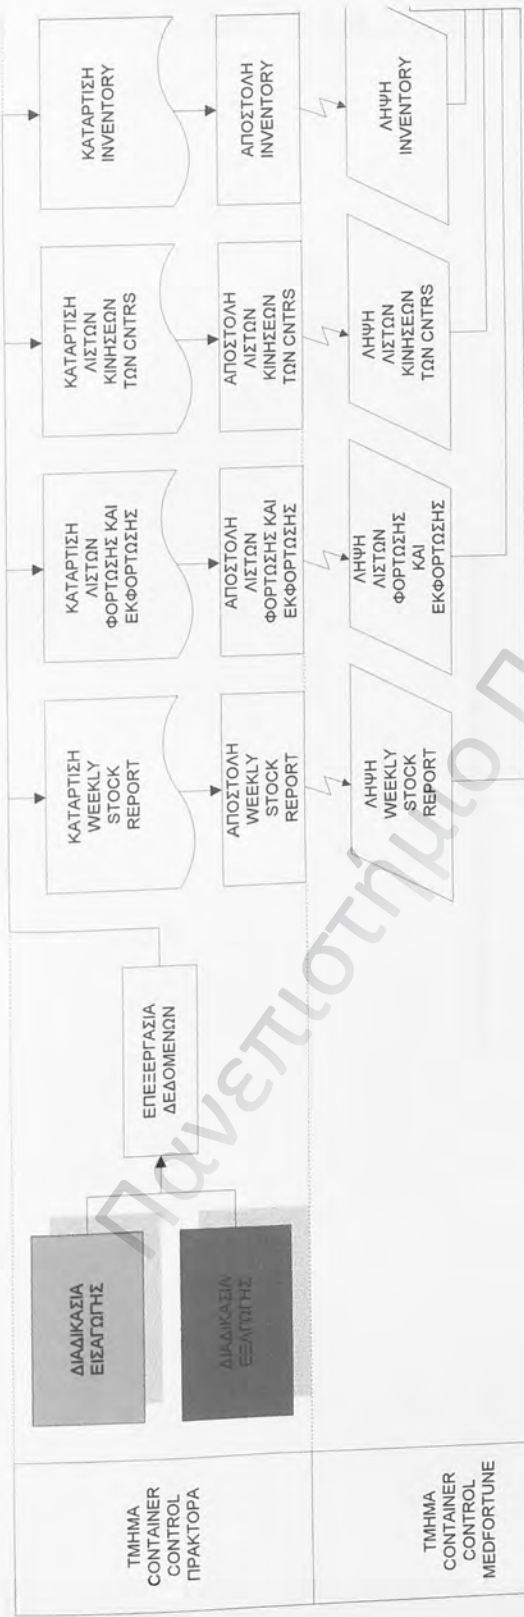 ΤΜΗΜΑ
CONTAINER
CONTROL
ΠΡΑΚΤΟΡΑ
ΔΙΑΔΙΚΑΣΙΑ
ΕΙΣΑΓΩΓΗΣ
ΔΙΑΔΙΚΑΣΙΑ
ΕΞΑΓΩΓΗΣ
ΕΠΕΞΕΡΓΑΣΙΑ
ΔΕΔΟΜΕΝΩΝ
ΚΑΤΑΡΤΙΣΗ
WEEKLY
STOCK
REPORT
ΚΑΤΑΡΤΙΣΗ
ΛΙΣΤΩΝ
ΦΟΡΤΩΣΗΣ ΚΑΙ
ΕΚΦΟΡΤΩΣΗΣ
ΚΑΤΑΡΤΙΣΗ
ΛΙΣΤΩΝ
ΚΙΝΗΣΕΩΝ
ΤΩΝ CNTRS
ΚΑΤΑΡΤΙΣΗ
INVENTORY
ΑΠΟΣΤΟΛΗ
WEEKLY
STOCK
REPORT
ΑΠΟΣΤΟΛΗ
ΛΙΣΤΩΝ
ΦΟΡΤΩΣΗΣ ΚΑΙ
ΕΚΦΟΡΤΩΣΗΣ
ΑΠΟΣΤΟΛΗ
ΛΙΣΤΩΝ
ΚΙΝΗΣΕΩΝ
ΤΩΝ CNTRS
ΑΠΟΣΤΟΛΗ
INVENTORY
ΤΜΗΜΑ
CONTAINER
CONTROL
MEDFORTUNE
ΛΗΨΗ
WEEKLY
STOCK
REPORT
ΛΗΨΗ
ΛΙΣΤΩΝ
ΦΟΡΤΩΣΗΣ
ΚΑΙ
ΕΚΦΟΡΤΩΣΗΣ
ΛΗΨΗ
ΛΙΣΤΩΝ
ΚΙΝΗΣΕΩΝ
ΤΩΝ CNTRS
ΛΗΨΗ
INVENTORY
Πανεπιστήμιο Π